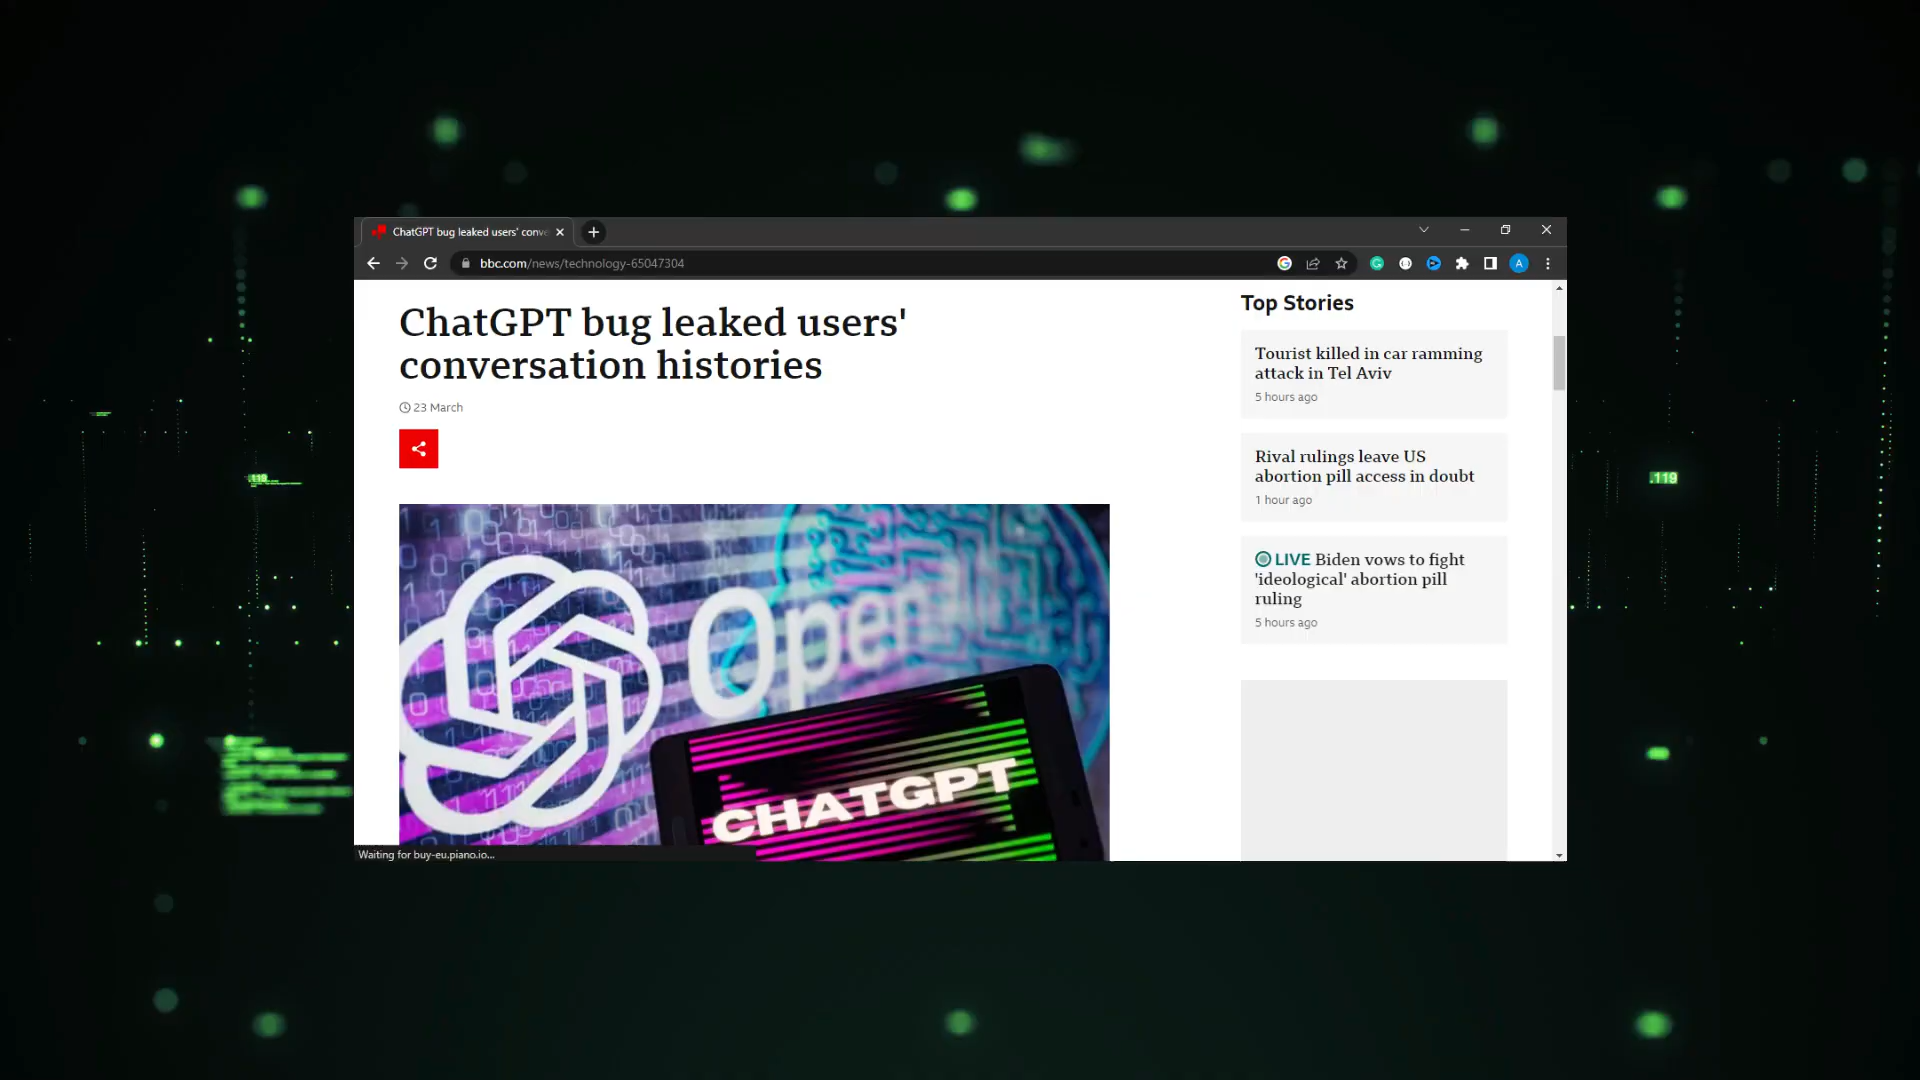 ChatGPT bug leaked users' conve
bbc.com/news/technology-65047304
A
ChatGPT bug leaked users'
conversation histories
23 March
Open
CHATGPT
Waiting for buy-eu.piano.io...
Top Stories
Tourist killed in car ramming
attack in Tel Aviv
5 hours ago
Rival rulings leave US
abortion pill access in doubt
1 hour ago
LIVE Biden vows to fight
'ideological' abortion pill
ruling
5 hours ago
.119
.119